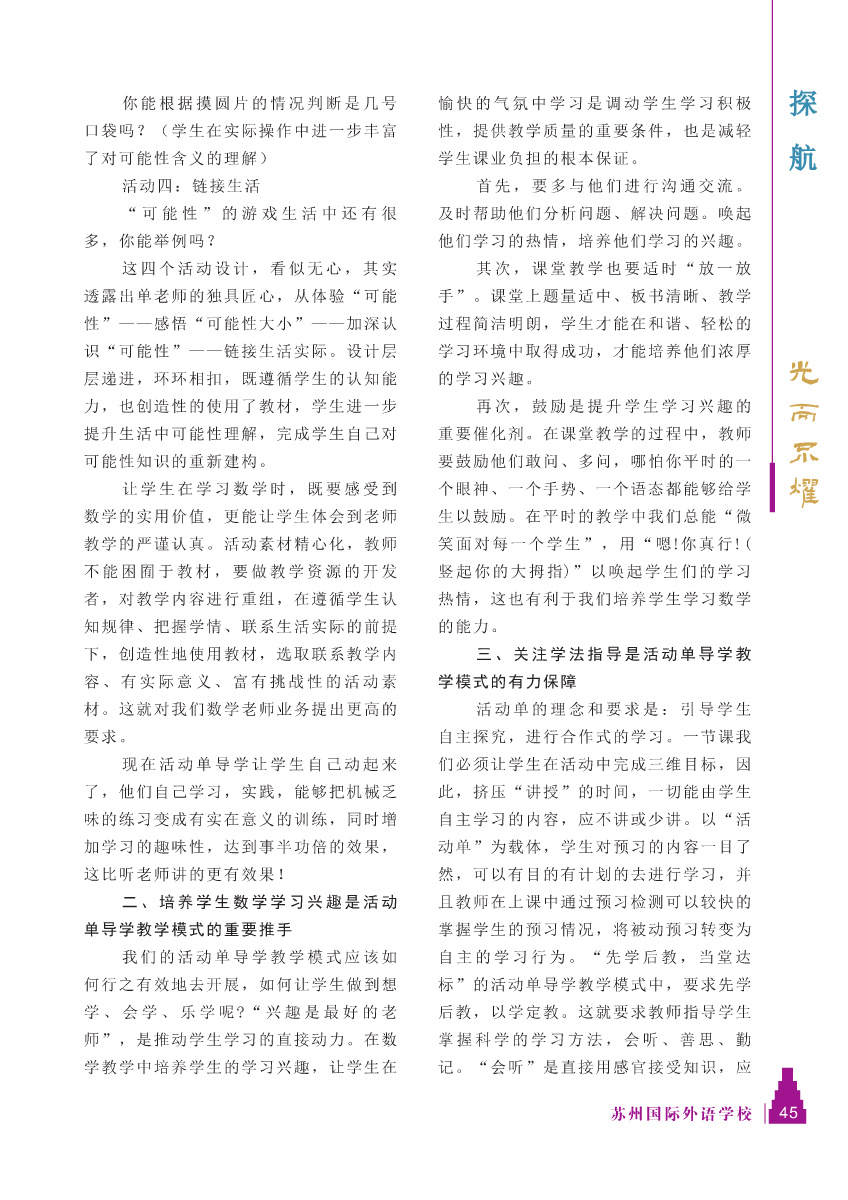 你能根据摸圆片的情况判断是几号
口袋吗？（学生在实际操作中进一步丰富
了对可能性含义的理解）
活动四：链接生活
“可能性”的游戏生活中还有很
多，你能举例吗？
这四个活动设计，看似无心，其实
透露出单老师的独具匠心，从体验“可能
性”——感悟“可能性大小”——加深认
识“可能性”——链接生活实际。设计层
层递进，环环相扣，既遵循学生的认知能
力，也创造性的使用了教材，学生进一步
提升生活中可能性理解，完成学生自己对
可能性知识的重新建构。
让学生在学习数学时，既要感受到
数学的实用价值，更能让学生体会到老师
教学的严谨认真。活动素材精心化，教师
不能困囿于教材，要做教学资源的开发
者，对教学内容进行重组，在遵循学生认
知规律、把握学情、联系生活实际的前提
下，创造性地使用教材，选取联系教学内
容、有实际意义、富有挑战性的活动素
材。这就对我们数学老师业务提出更高的
要求。
现在活动单导学让学生自己动起来
了，他们自己学习，实践，能够把机械乏
味的练习变成有实在意义的训练，同时增
加学习的趣味性，达到事半功倍的效果，
这比听老师讲的更有效果！
二、培养学生数学学习兴趣是活动
单导学教学模式的重要推手
我们的活动单导学教学模式应该如
何行之有效地去开展，如何让学生做到想
学、会学、乐学呢?“兴趣是最好的老
师”，是推动学生学习的直接动力。在数
学教学中培养学生的学习兴趣，让学生在
愉快的气氛中学习是调动学生学习积极
性，提供教学质量的重要条件，也是减轻
学生课业负担的根本保证。
首先，要多与他们进行沟通交流。
及时帮助他们分析问题、解决问题。唤起
他们学习的热情，培养他们学习的兴趣。
其次，课堂教学也要适时“放一放
手”。课堂上题量适中、板书清晰、教学
过程简洁明朗，学生才能在和谐、轻松的
学习环境中取得成功，才能培养他们浓厚
的学习兴趣。
再次，鼓励是提升学生学习兴趣的
重要催化剂。在课堂教学的过程中，教师
要鼓励他们敢问、多问，哪怕你平时的一
个眼神、一个手势、一个语态都能够给学
生以鼓励。在平时的教学中我们总能“微
笑面对每一个学生”，用“嗯!你真行!(
竖起你的大拇指)”以唤起学生们的学习
热情，这也有利于我们培养学生学习数学
的能力。
三、关注学法指导是活动单导学教
学模式的有力保障
活动单的理念和要求是：引导学生
自主探究，进行合作式的学习。一节课我
们必须让学生在活动中完成三维目标，因
此，挤压“讲授”的时间，一切能由学生
自主学习的内容，应不讲或少讲。以“活
动单”为载体，学生对预习的内容一目了
然，可以有目的有计划的去进行学习，并
且教师在上课中通过预习检测可以较快的
掌握学生的预习情况，将被动预习转变为
自主的学习行为。“先学后教，当堂达
标”的活动单导学教学模式中，要求先学
后教，以学定教。这就要求教师指导学生
掌握科学的学习方法，会听、善思、勤
记。“会听”是直接用感官接受知识，应
探航
光而不耀
苏州国际外语学校
45